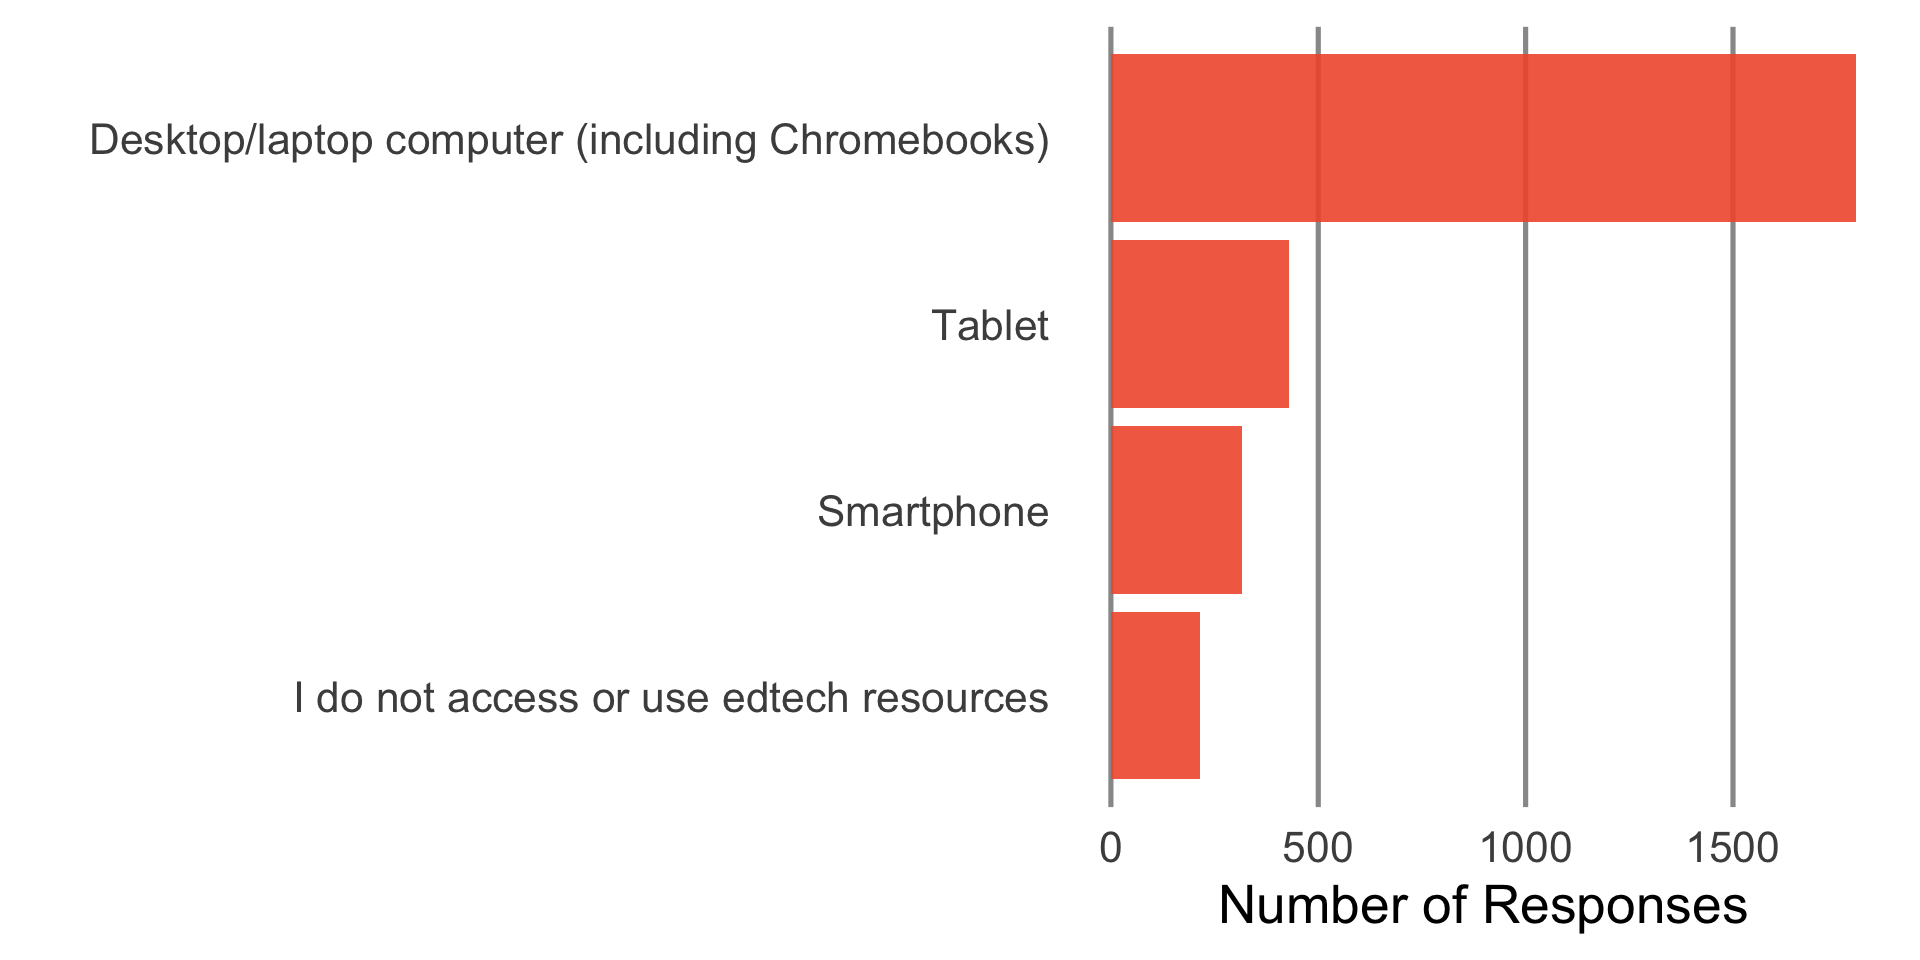 Desktop/laptop computer (including Chromebooks)
Tablet
Smartphone
I do not access or use edtech resources
0 500 1000 1500
Number of Responses